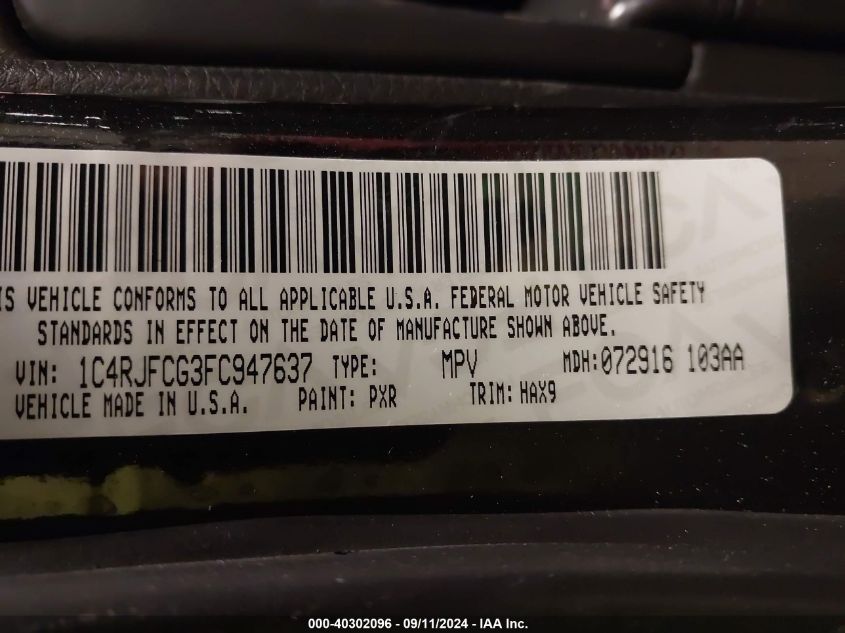 IS VEHICLE CONFORMS TO ALL APPLICABLE U.S.A. FEDERAL MOTOR VEHICLE SAFETY
STANDARDS IN EFFECT ON THE DATE OF MANUFACTURE SHOWN ABOVE.
VIN: 1C4RJFCG3FC947637 TYPE: MPV MDH:072916 103AA
VEHICLE MADE IN U.S.A. PAINT: PXR TRIM: HAX9
000-40302096 - 09/11/2024 - IAA Inc.